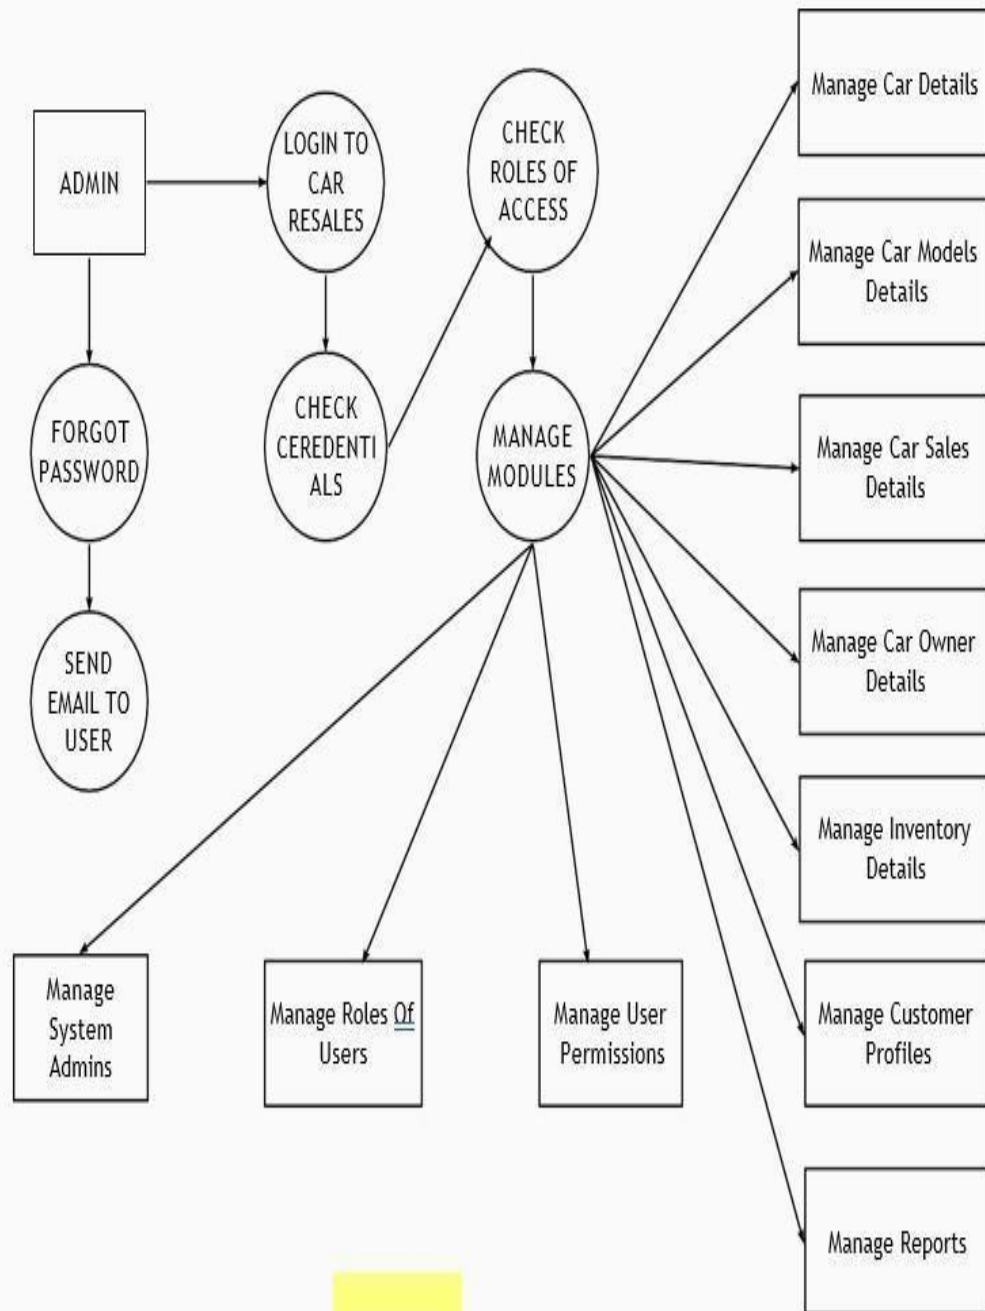 ADMIN
LOGIN TO
CAR
RESALES
CHECK
ROLES OF
ACCESS
FORGOT
PASSWORD
CHECK
CEREDENTI
ALS
MANAGE
MODULES
SEND
EMAIL TO
USER
Manage Car Details
Manage Car Models
Details
Manage Car Sales
Details
Manage Car Owner
Details
Manage Inventory
Details
Manage Customer
Profiles
Manage Reports
Manage
System
Admins
Manage Roles Of
Users
Manage User
Permissions